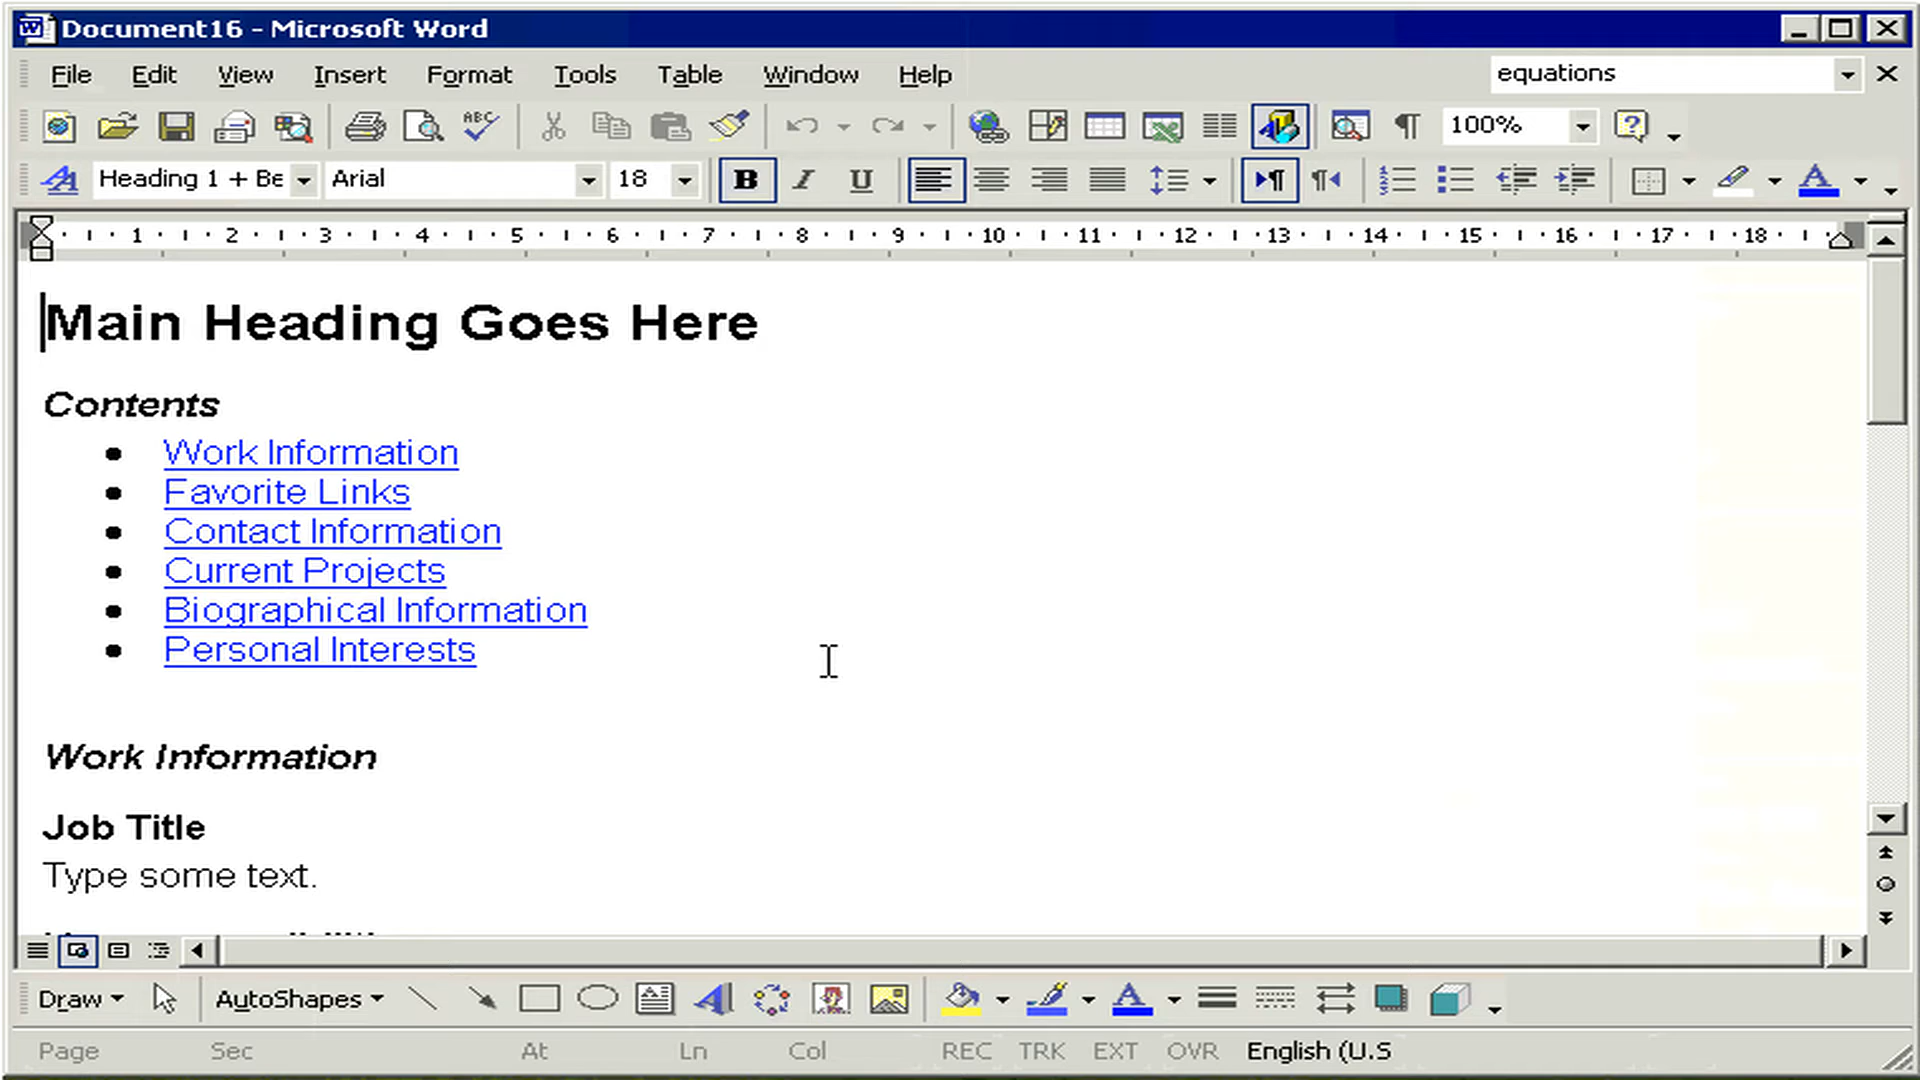 Document16 - Microsoft Word
File Edit View Insert Format Tools Table Window Help equations
ABC 100%
Heading 1 + Be Arial 18 B I U A
1 2 3 4 5 6 7 8 9 10 11 12 13 14 15 16 17 18
Main Heading Goes Here
Contents
Work Information
Favorite Links
Contact Information
Current Projects
Biographical Information
Personal Interests
Work Information
Job Title
Type some text.
Draw AutoShapes
Page Sec At Ln Col REC TRK EXT OVR English (U.S